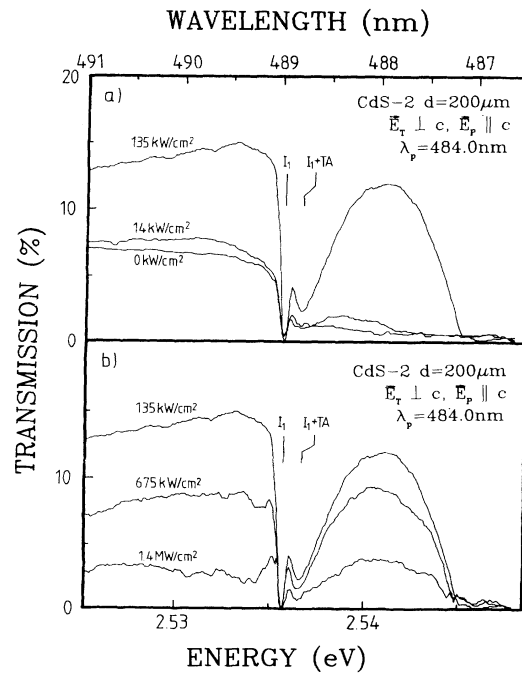 WAVELENGTH (nm)
491 490 489 488 487
20
a)
CdS-2 d=200μm
E_T ⊥ c, E_P ∥ c
λ_p=484.0nm
135 kW/cm²
I₁ I₁+TA
10
14 kW/cm²
0 kW/cm²
0
b)
CdS-2 d=200μm
E_T ⊥ c, E_P ∥ c
λ_p=484.0nm
135 kW/cm²
I₁ I₁+TA
675 kW/cm²
10
1.4 MW/cm²
0
2.53 2.54
ENERGY (eV)
TRANSMISSION (%)